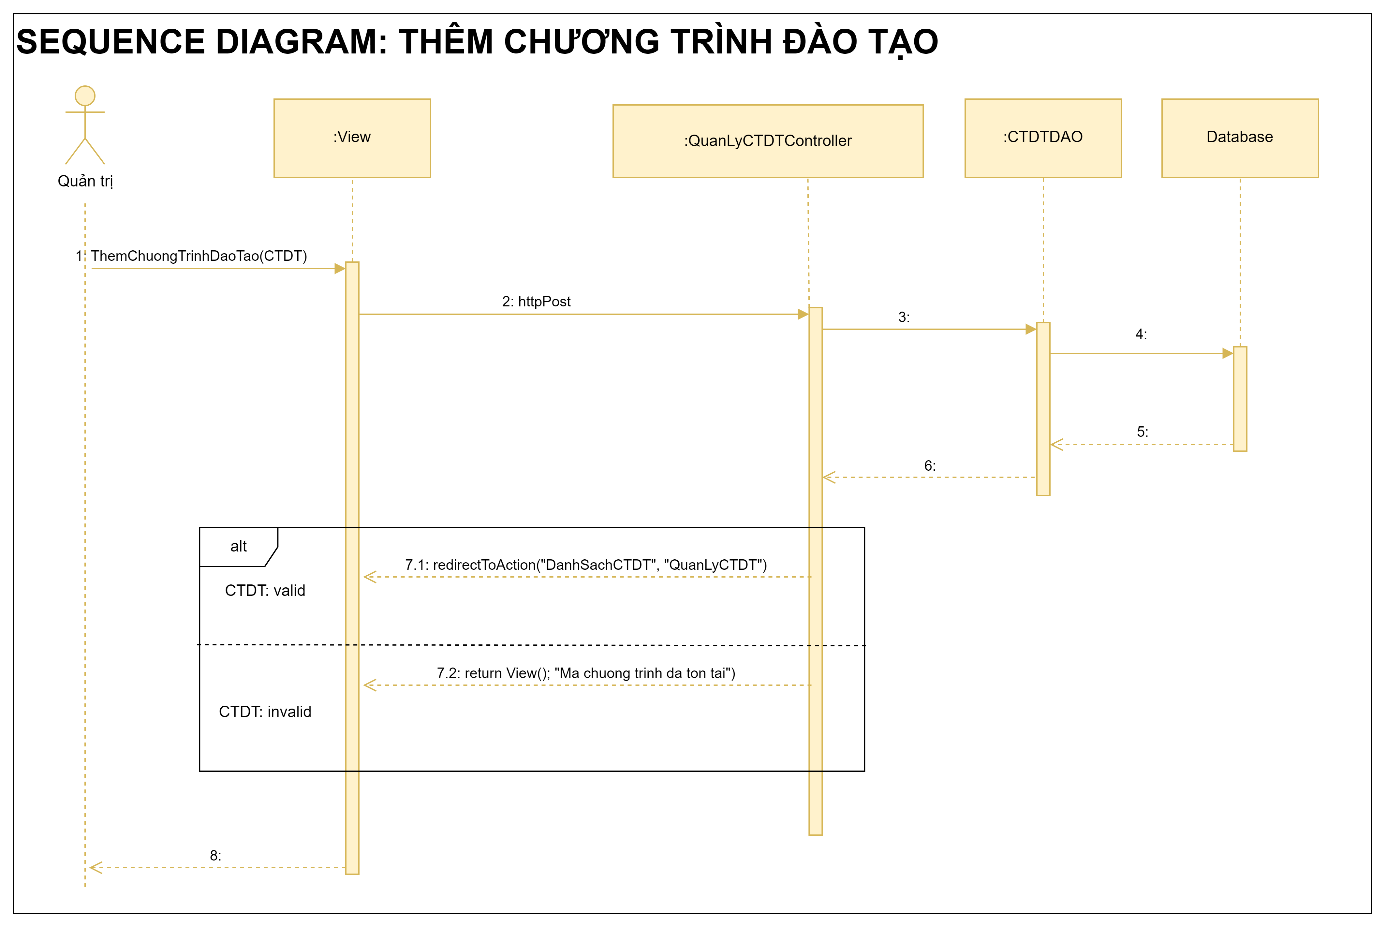 SEQUENCE DIAGRAM: THÊM CHƯƠNG TRÌNH ĐÀO TẠO
:View
:QuanLyCTDTController
:CTDTDAO
Database
Quản trị
1: ThemChuongTrinhDaoTao(CTDT)
2: httpPost
3:
4:
5:
6:
alt
7.1: redirectToAction("DanhSachCTDT", "QuanLyCTDT")
CTDT: valid
7.2: return View(); "Ma chuong trinh da ton tai")
CTDT: invalid
8: